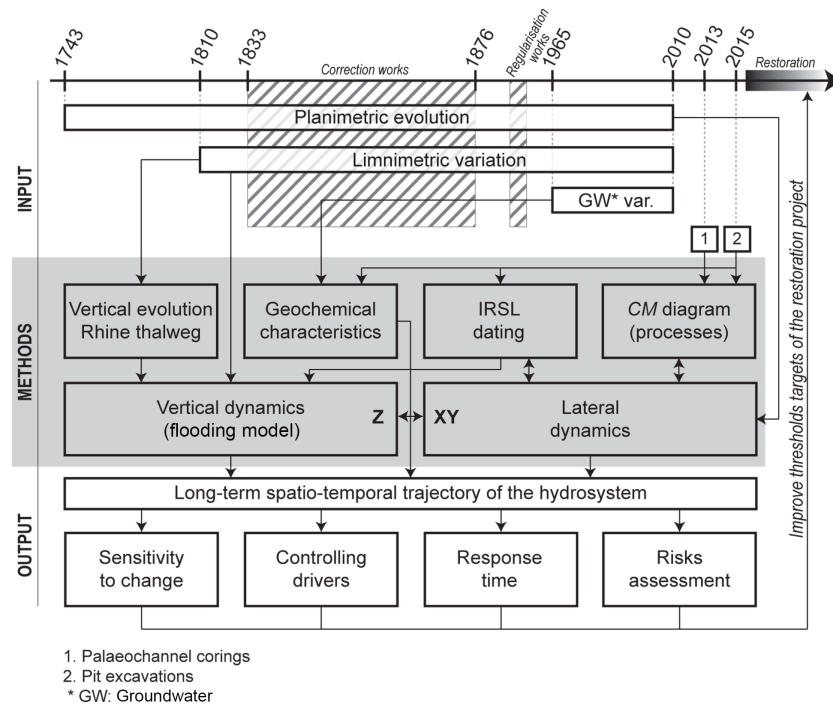 1743
1810
1833
1876
1965
2010
2013
2015
Correction works
Regularisation
works
Restoration
INPUT
Planimetric evolution
Limnimetric variation
GW* var.
1
2
METHODS
Vertical evolution
Rhine thalweg
Geochemical
characteristics
IRSL
dating
CM diagram
(processes)
Vertical dynamics
(flooding model)
Z
XY
Lateral
dynamics
OUTPUT
Long-term spatio-temporal trajectory of the hydrosystem
Sensitivity
to change
Controlling
drivers
Response
time
Risks
assessment
Improve thresholds targets of the restoration project
1. Palaeochannel corings
2. Pit excavations
* GW: Groundwater